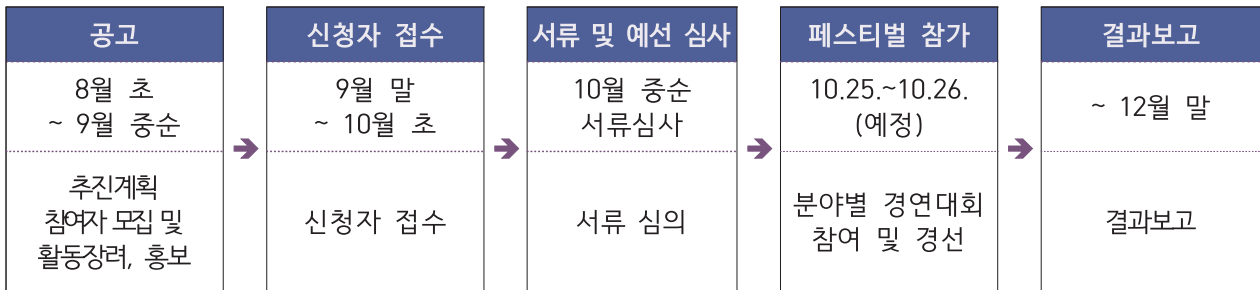 공고
8월 초
~ 9월 중순
추진계획
참여자 모집 및
활동장려, 홍보
신청자 접수
9월 말
~ 10월 초
신청자 접수
서류 및 예선 심사
10월 중순
서류심사
서류 심의
페스티벌 참가
10.25.~10.26.
(예정)
분야별 경연대회
참여 및 경선
결과보고
~ 12월 말
결과보고